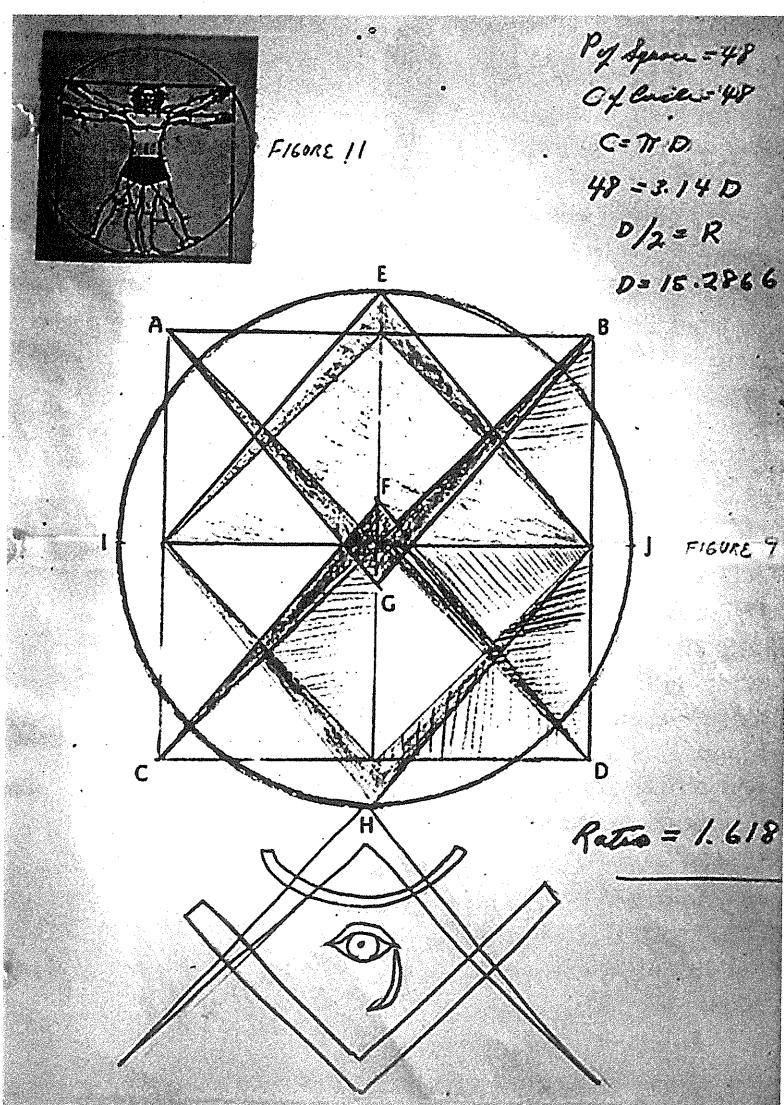 P of Square = 48
C of Circle = 48
C = π D
48 = 3.14 D
D/2 = R
D = 15.2866
FIGURE 11
E
A
B
F
I
J
FIGURE 9
G
C
D
H
Ratio = 1.618